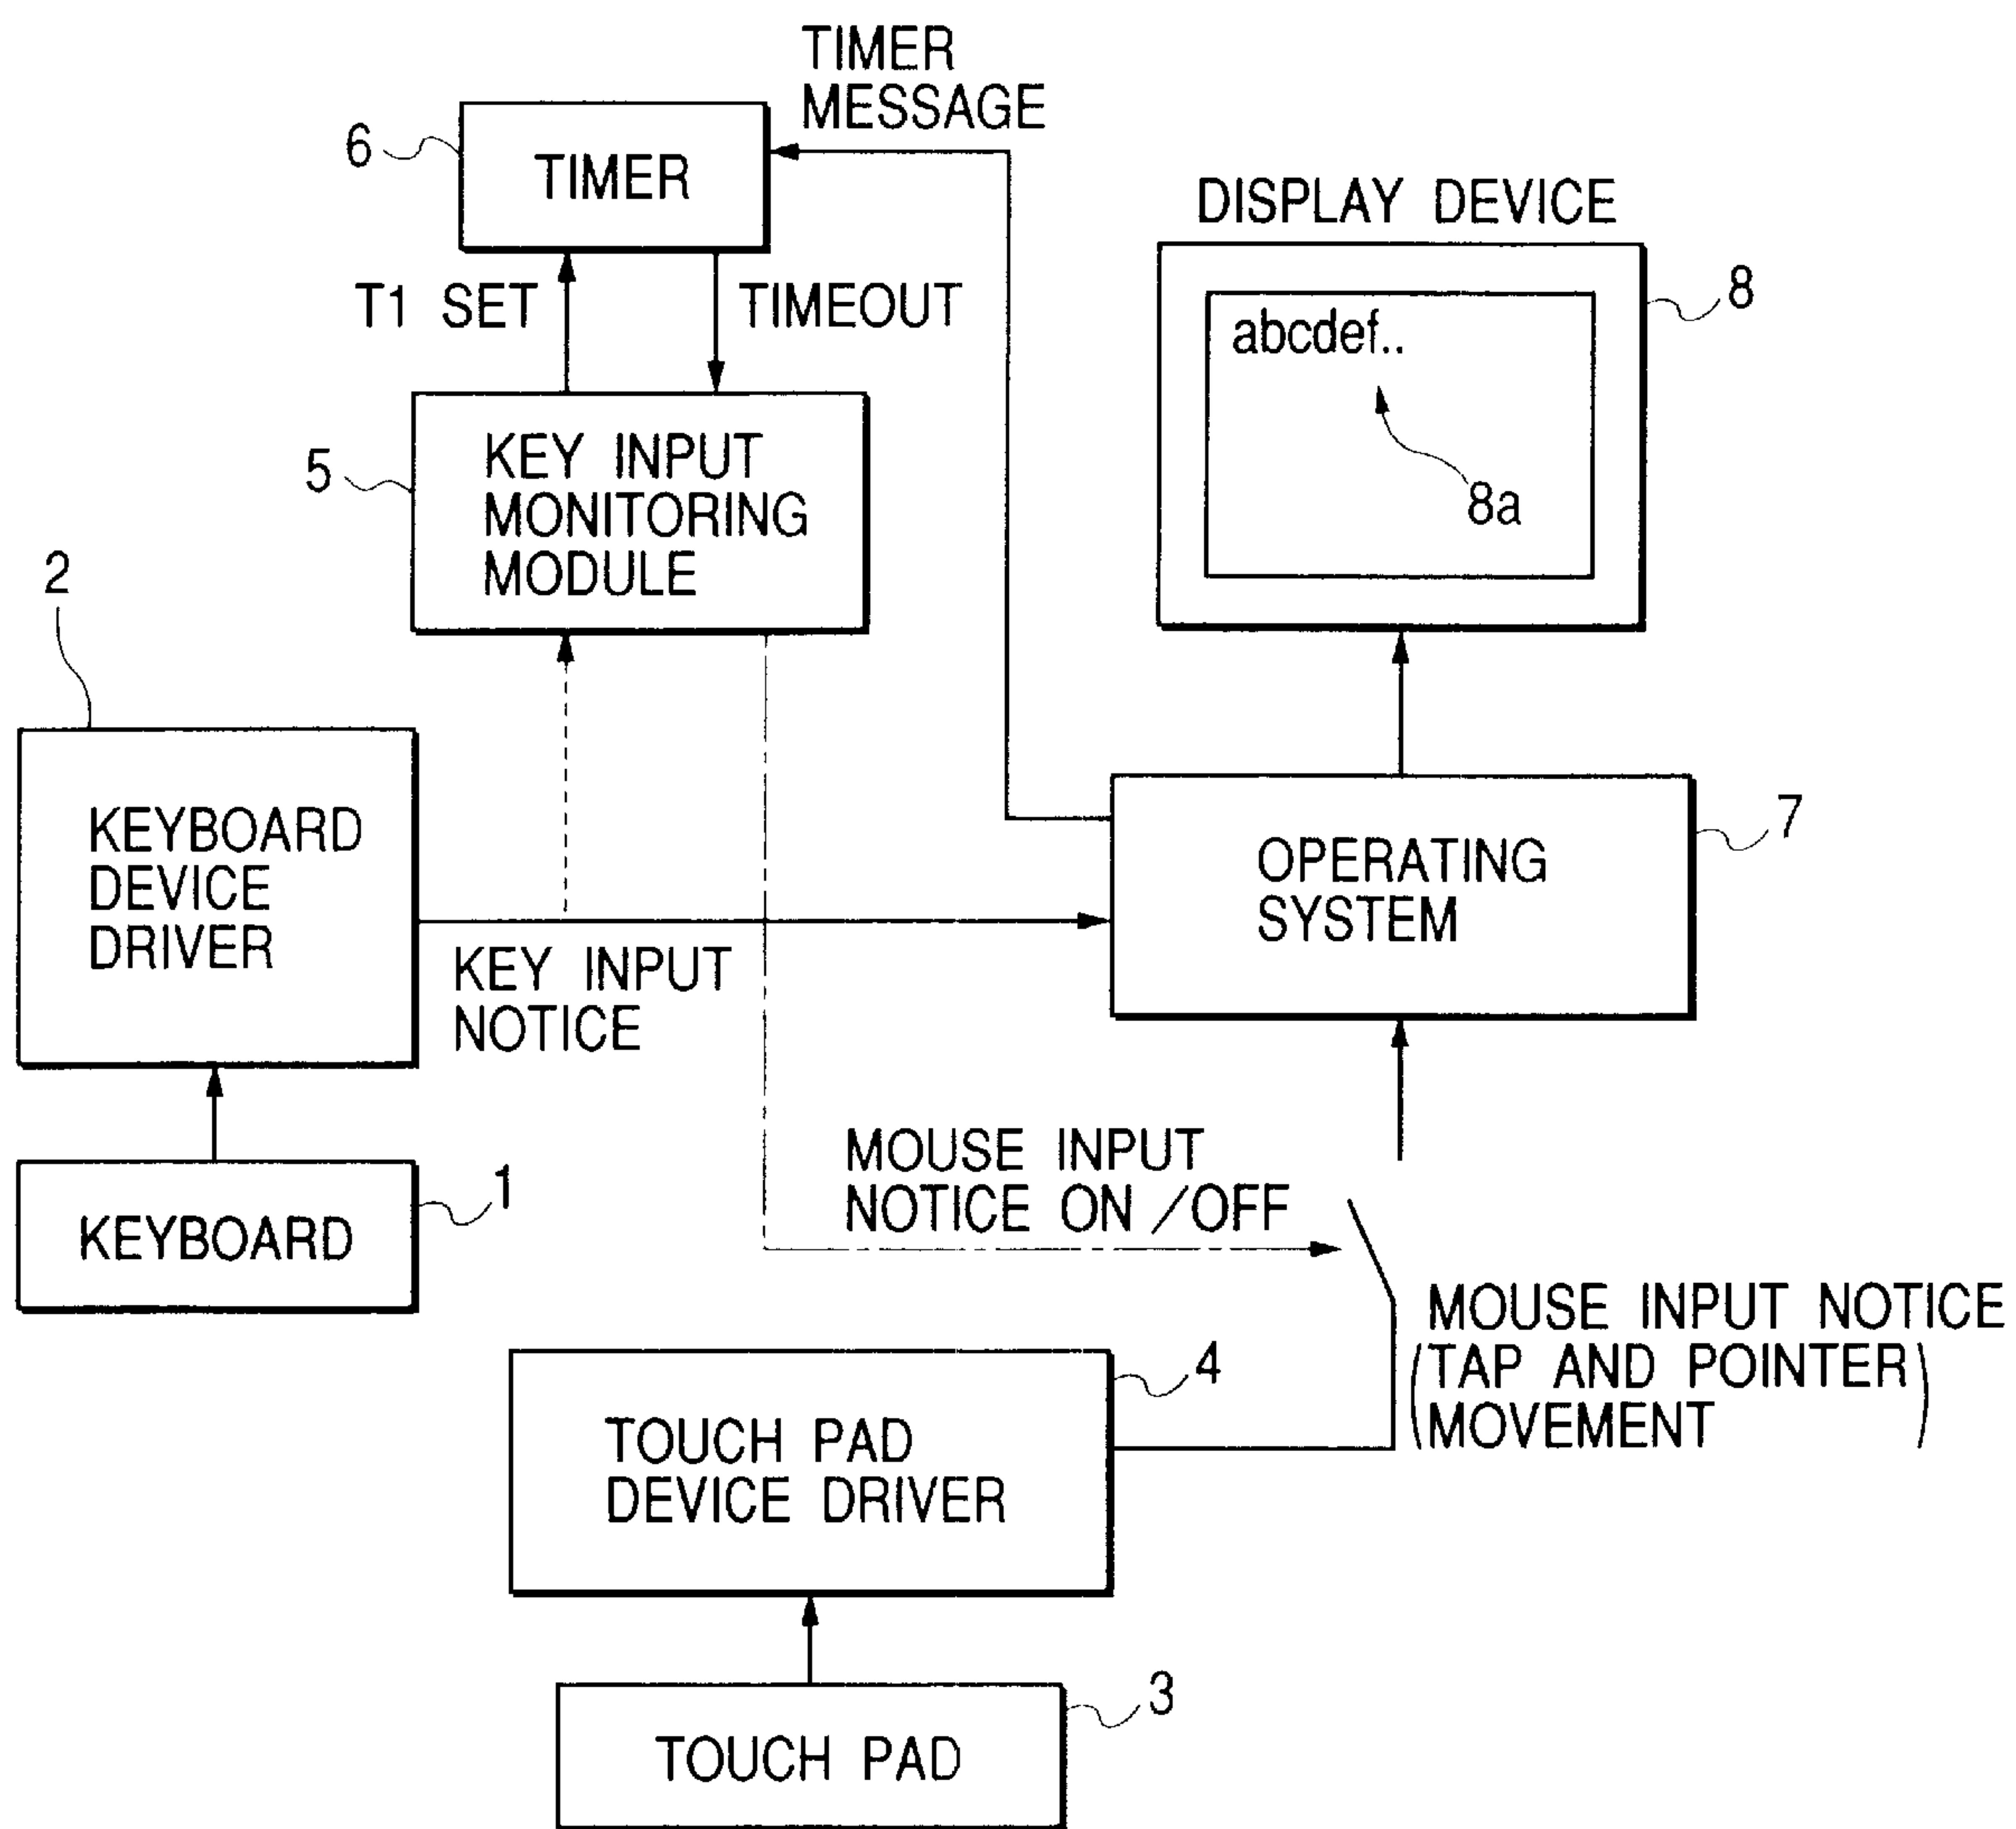 TIMER
MESSAGE
6
TIMER
DISPLAY DEVICE
T1 SET
TIMEOUT
8
abcdef..
8a
5
KEY INPUT
MONITORING
MODULE
2
KEYBOARD
DEVICE
DRIVER
7
OPERATING
SYSTEM
KEY INPUT
NOTICE
1
KEYBOARD
MOUSE INPUT
NOTICE ON/OFF
MOUSE INPUT NOTICE
(TAP AND POINTER
MOVEMENT)
4
TOUCH PAD
DEVICE DRIVER
3
TOUCH PAD